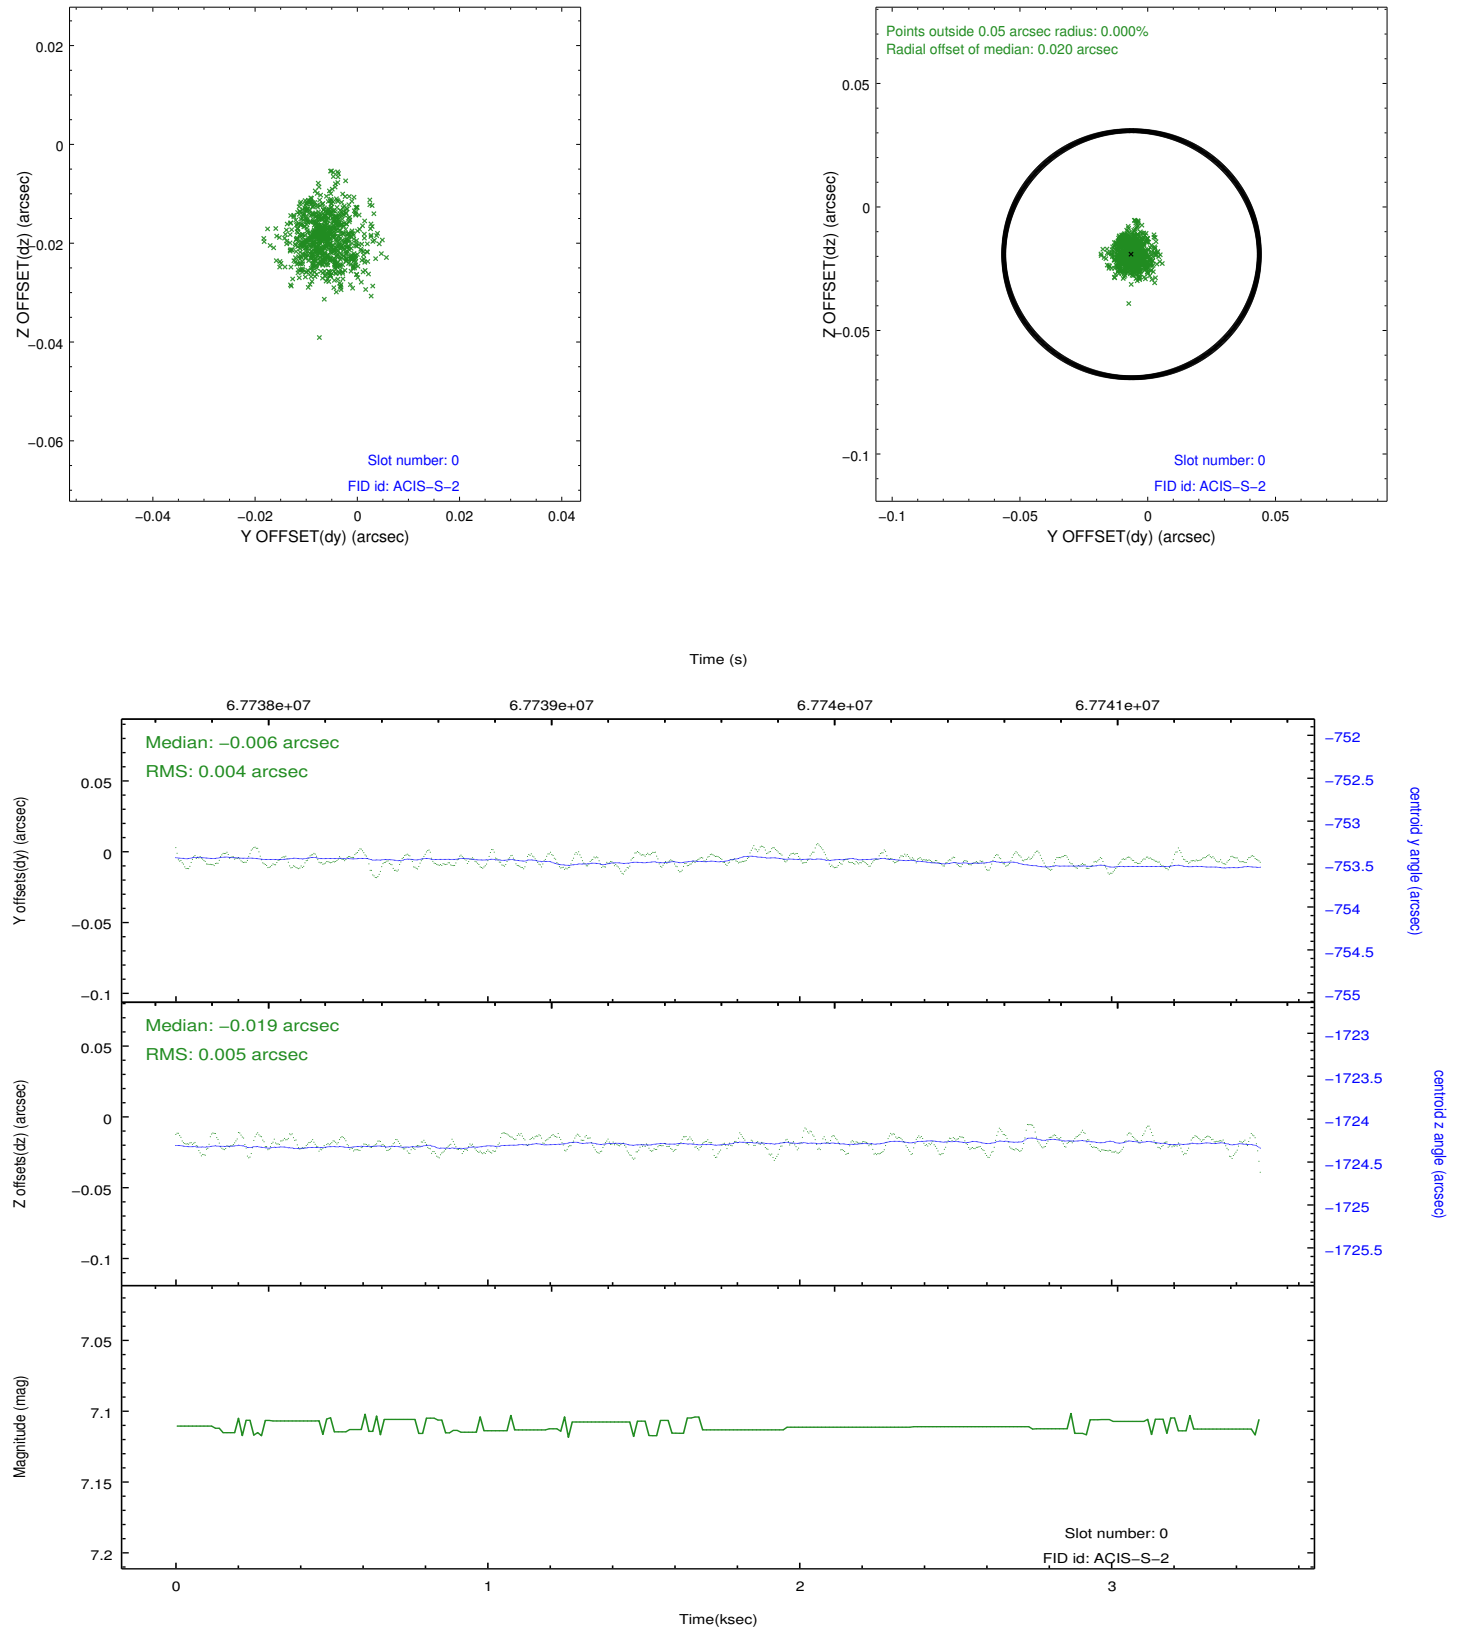 0.02
0
−0.02
−0.04
−0.06
Z OFFSET(dz) (arcsec)
Slot number: 0
FID id: ACIS−S−2
−0.04
−0.02
0
0.02
0.04
Y OFFSET(dy) (arcsec)
Points outside 0.05 arcsec radius: 0.000%
Radial offset of median: 0.020 arcsec
0.05
0
−0.05
−0.1
Z OFFSET(dz) (arcsec)
Slot number: 0
FID id: ACIS−S−2
−0.1
−0.05
0
0.05
Y OFFSET(dy) (arcsec)
Time (s)
6.7738e+07
6.7739e+07
6.774e+07
6.7741e+07
Median: −0.006 arcsec
RMS: 0.004 arcsec
0.05
0
−0.05
−0.1
Y offsets(dy) (arcsec)
−752
−752.5
−753
−753.5
−754
−754.5
−755
centroid y angle (arcsec)
Median: −0.019 arcsec
RMS: 0.005 arcsec
0.05
0
−0.05
−0.1
Z offsets(dz) (arcsec)
−1723
−1723.5
−1724
−1724.5
−1725
−1725.5
centroid z angle (arcsec)
7.05
7.1
7.15
7.2
Magnitude (mag)
Slot number: 0
FID id: ACIS−S−2
0
1
2
3
Time(ksec)